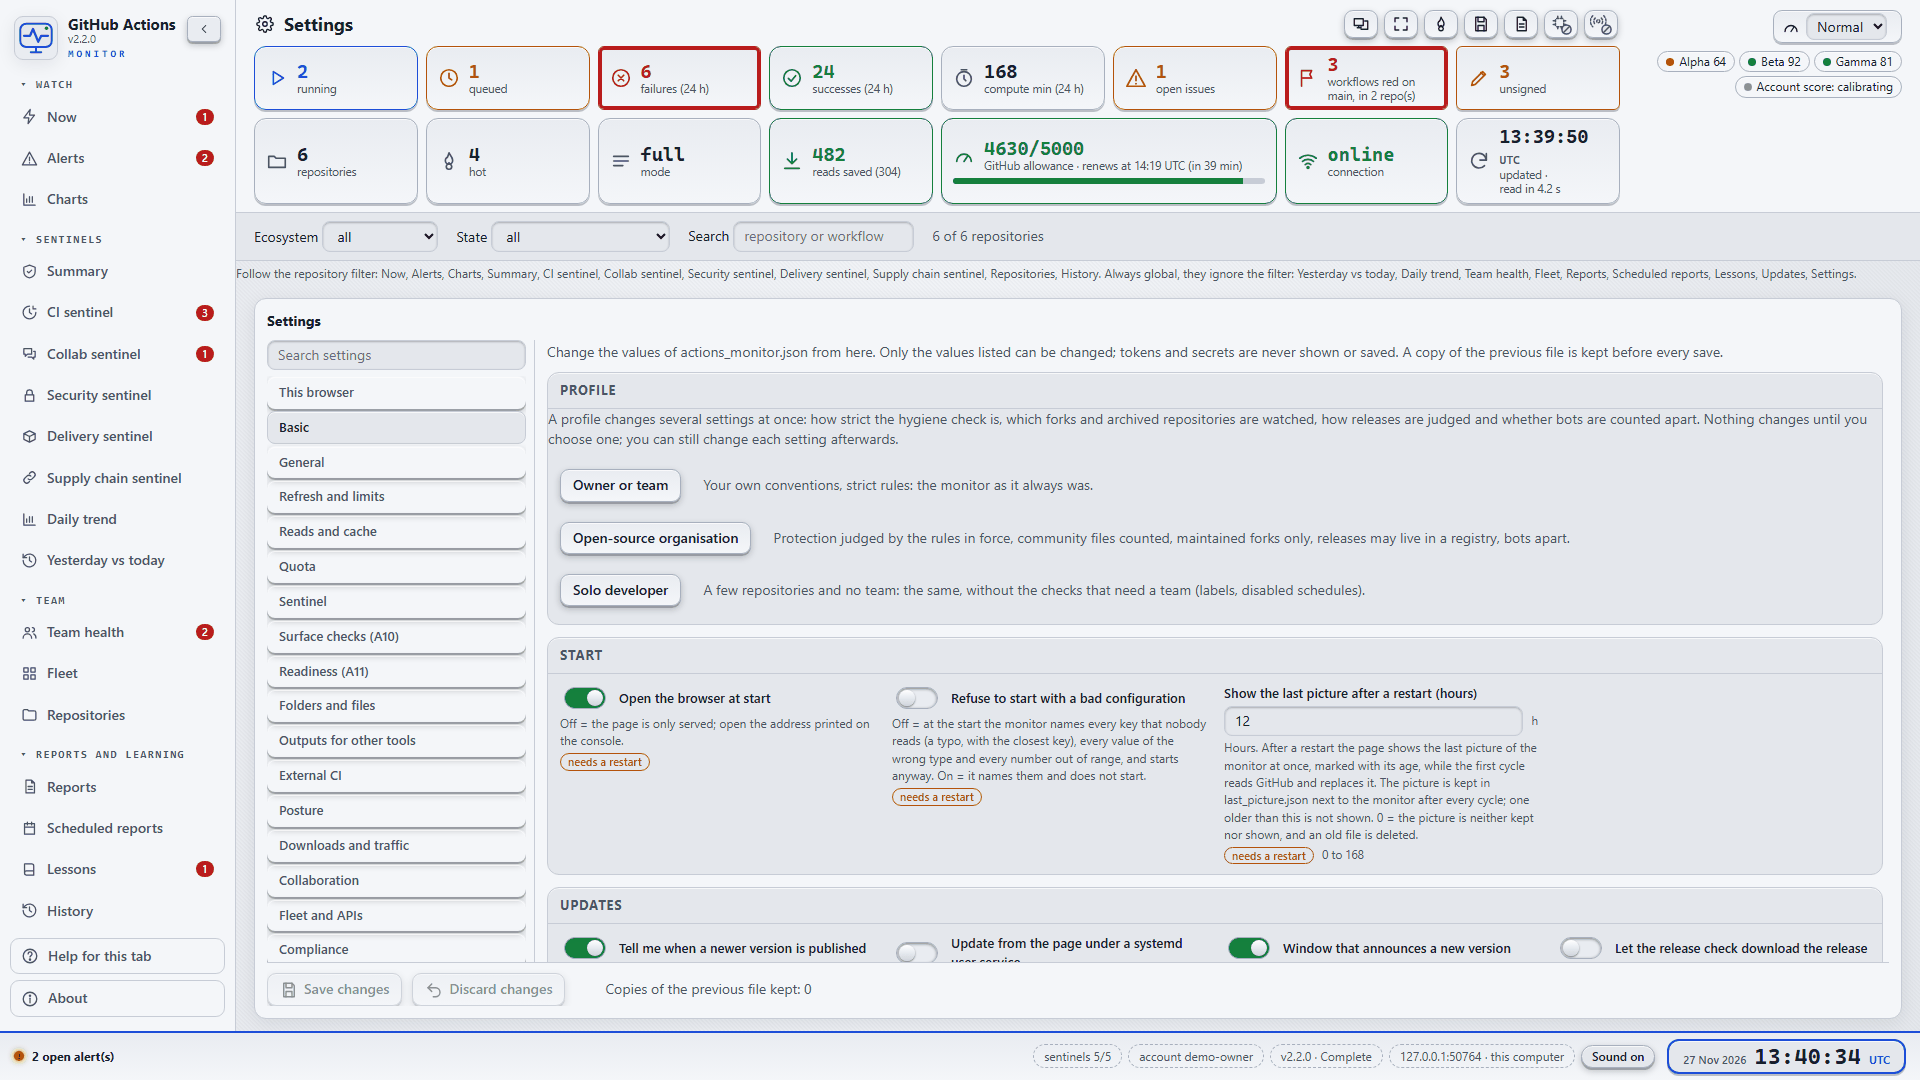 GitHub Actions
v2.2.0
MONITOR
WATCH
Now 1
Alerts 2
Charts
SENTINELS
Summary
CI sentinel 3
Collab sentinel 1
Security sentinel
Delivery sentinel
Supply chain sentinel
Daily trend
Yesterday vs today
TEAM
Team health 2
Fleet
Repositories
REPORTS AND LEARNING
Reports
Scheduled reports
Lessons 1
History
Help for this tab
About
Settings
Normal
Alpha 64
Beta 92
Gamma 81
Account score: calibrating
2
running
1
queued
6
failures (24 h)
24
successes (24 h)
168
compute min (24 h)
1
open issues
3
workflows red on
main, in 2 repo(s)
3
unsigned
6
repositories
4
hot
full
mode
482
reads saved (304)
4630/5000
GitHub allowance · renews at 14:19 UTC (in 39 min)
online
connection
13:39:50
UTC
updated ·
read in 4.2 s
Ecosystem all
State all
Search repository or workflow
6 of 6 repositories
Follow the repository filter: Now, Alerts, Charts, Summary, CI sentinel, Collab sentinel, Security sentinel, Delivery sentinel, Supply chain sentinel, Repositories, History. Always global, they ignore the filter: Yesterday vs today, Daily trend, Team health, Fleet, Reports, Scheduled reports, Lessons, Updates, Settings.
Settings
Search settings
This browser
Basic
General
Refresh and limits
Reads and cache
Quota
Sentinel
Surface checks (A10)
Readiness (A11)
Folders and files
Outputs for other tools
External CI
Posture
Downloads and traffic
Collaboration
Fleet and APIs
Compliance
Change the values of actions_monitor.json from here. Only the values listed can be changed; tokens and secrets are never shown or saved. A copy of the previous file is kept before every save.
PROFILE
A profile changes several settings at once: how strict the hygiene check is, which forks and archived repositories are watched, how releases are judged and whether bots are counted apart. Nothing changes until you
choose one; you can still change each setting afterwards.
Owner or team
Your own conventions, strict rules: the monitor as it always was.
Open-source organisation
Protection judged by the rules in force, community files counted, maintained forks only, releases may live in a registry, bots apart.
Solo developer
A few repositories and no team: the same, without the checks that need a team (labels, disabled schedules).
START
Open the browser at start
Off = the page is only served; open the address printed on
the console.
needs a restart
Refuse to start with a bad configuration
Off = at the start the monitor names every key that nobody
reads (a typo, with the closest key), every value of the
wrong type and every number out of range, and starts
anyway. On = it names them and does not start.
needs a restart
Show the last picture after a restart (hours)
12 h
Hours. After a restart the page shows the last picture of the
monitor at once, marked with its age, while the first cycle
reads GitHub and replaces it. The picture is kept in
last_picture.json next to the monitor after every cycle; one
older than this is not shown. 0 = the picture is neither kept
nor shown, and an old file is deleted.
needs a restart 0 to 168
UPDATES
Tell me when a newer version is published
Update from the page under a systemd
user service
Window that announces a new version
Let the release check download the release
Save changes
Discard changes
Copies of the previous file kept: 0
2 open alert(s)
sentinels 5/5
account demo-owner
v2.2.0 · Complete
127.0.0.1:50764 · this computer
Sound on
27 Nov 2026 13:40:34 UTC